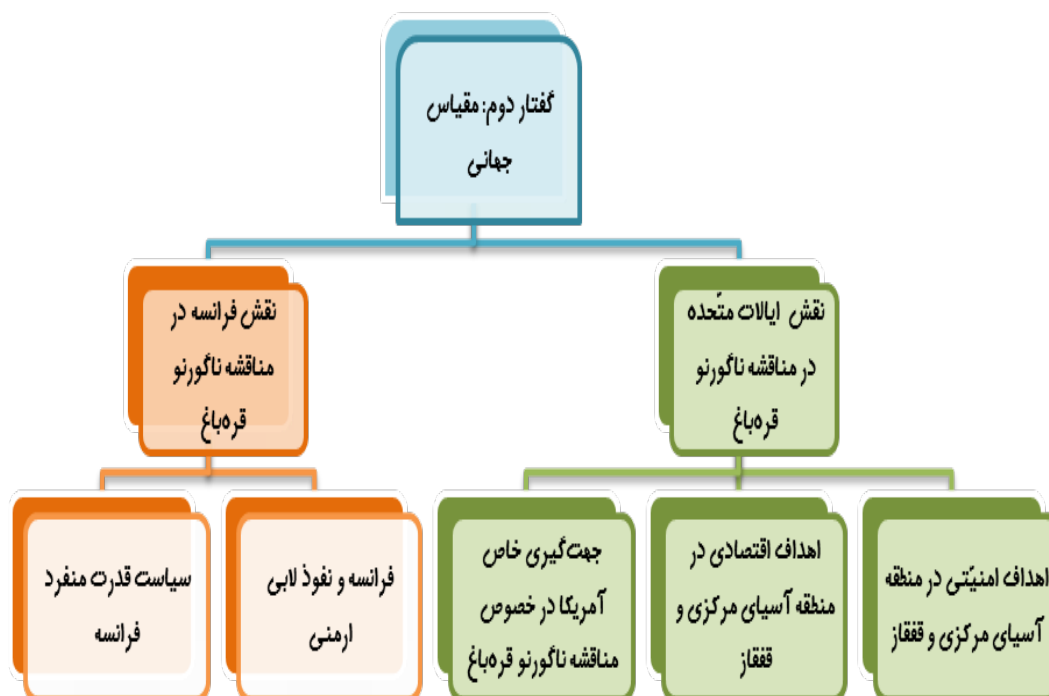 گفتار دوم: مقیاس
جهانی
نقش ایالات متّحده
در مناقشه ناگورنو
قره‌باغ
نقش فرانسه در
مناقشه ناگورنو
قره‌باغ
اهداف امنیّتی در منطقه
آسیای مرکزی و قفقاز
اهداف اقتصادی در
منطقه آسیای مرکزی و
قفقاز
جهت‌گیری خاص
آمریکا در خصوص
مناقشه ناگورنو قره‌باغ
فرانسه و نفوذ لابی
ارمنی
سیاست قدرت منفرد
فرانسه